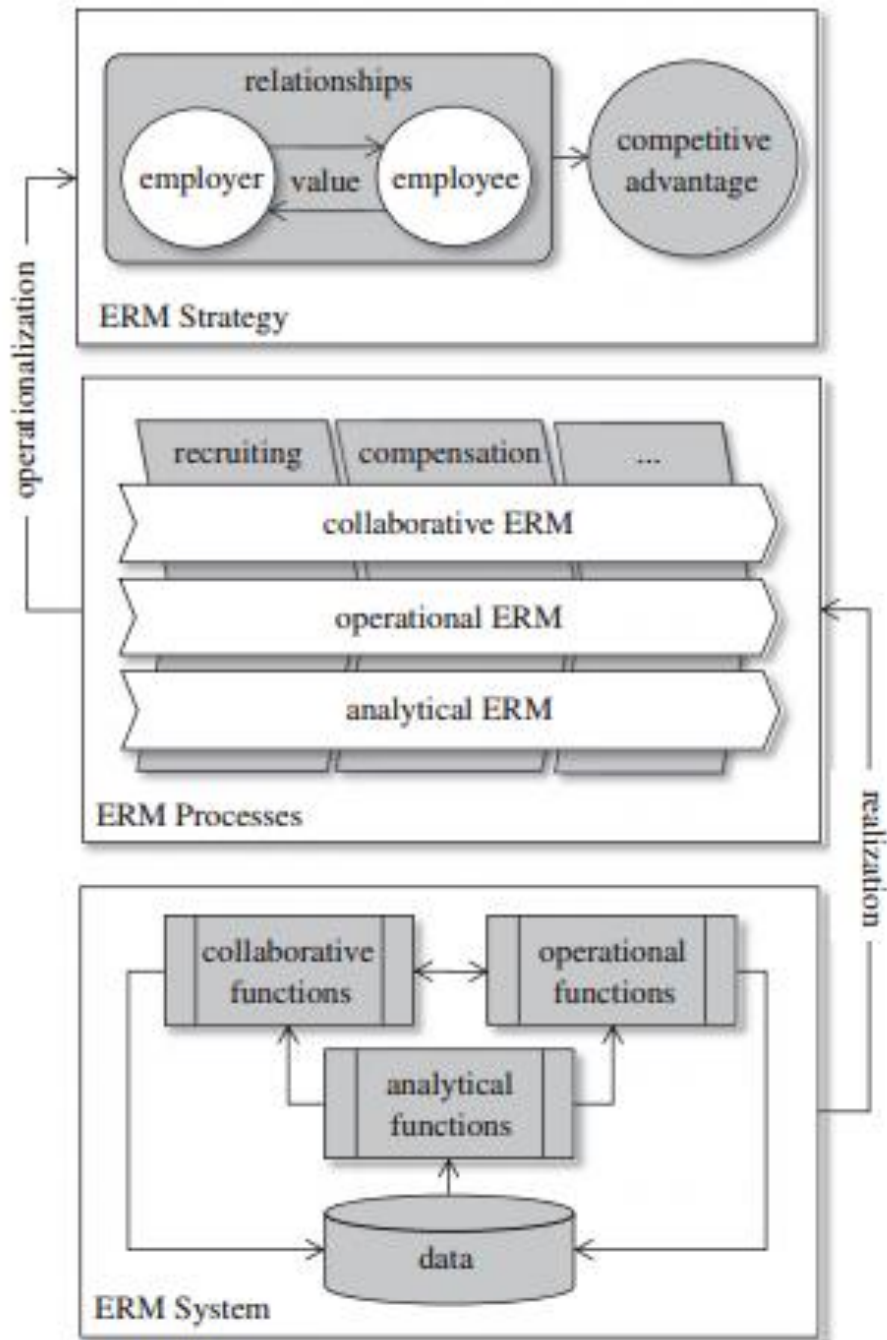 relationships
employer
value
employee
competitive
advantage
ERM Strategy
operationalization
recruiting
compensation
...
collaborative ERM
operational ERM
analytical ERM
ERM Processes
realization
collaborative
functions
operational
functions
analytical
functions
data
ERM System